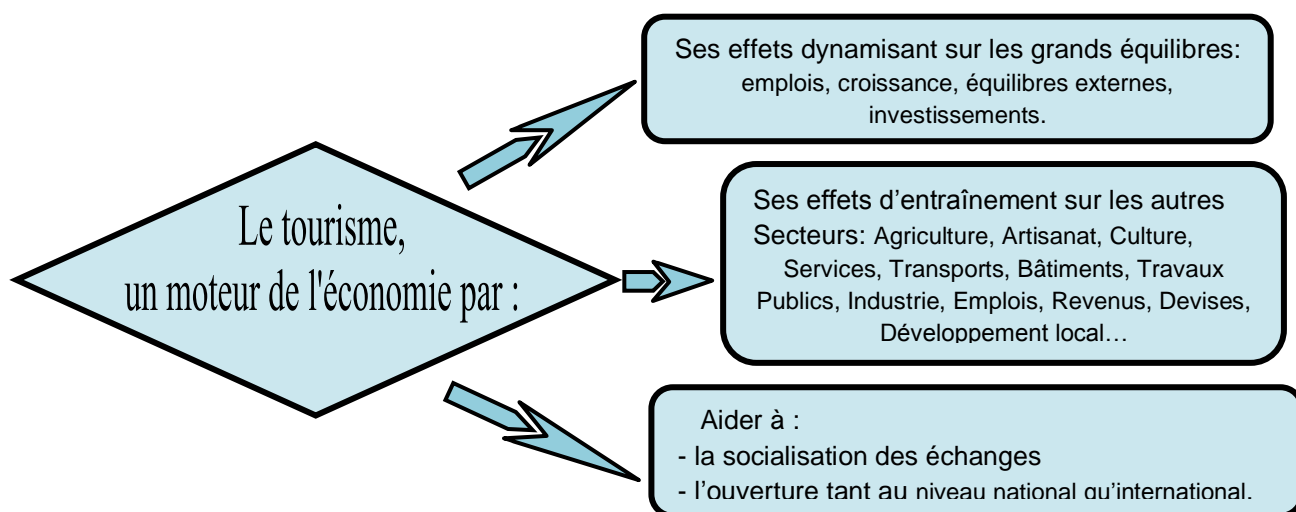 Le tourisme,
un moteur de l'économie par :
Ses effets dynamisant sur les grands équilibres:
emplois, croissance, équilibres externes,
investissements.
Ses effets d’entraînement sur les autres
Secteurs: Agriculture, Artisanat, Culture,
Services, Transports, Bâtiments, Travaux
Publics, Industrie, Emplois, Revenus, Devises,
Développement local…
Aider à :
- la socialisation des échanges
- l’ouverture tant au niveau national qu’international.